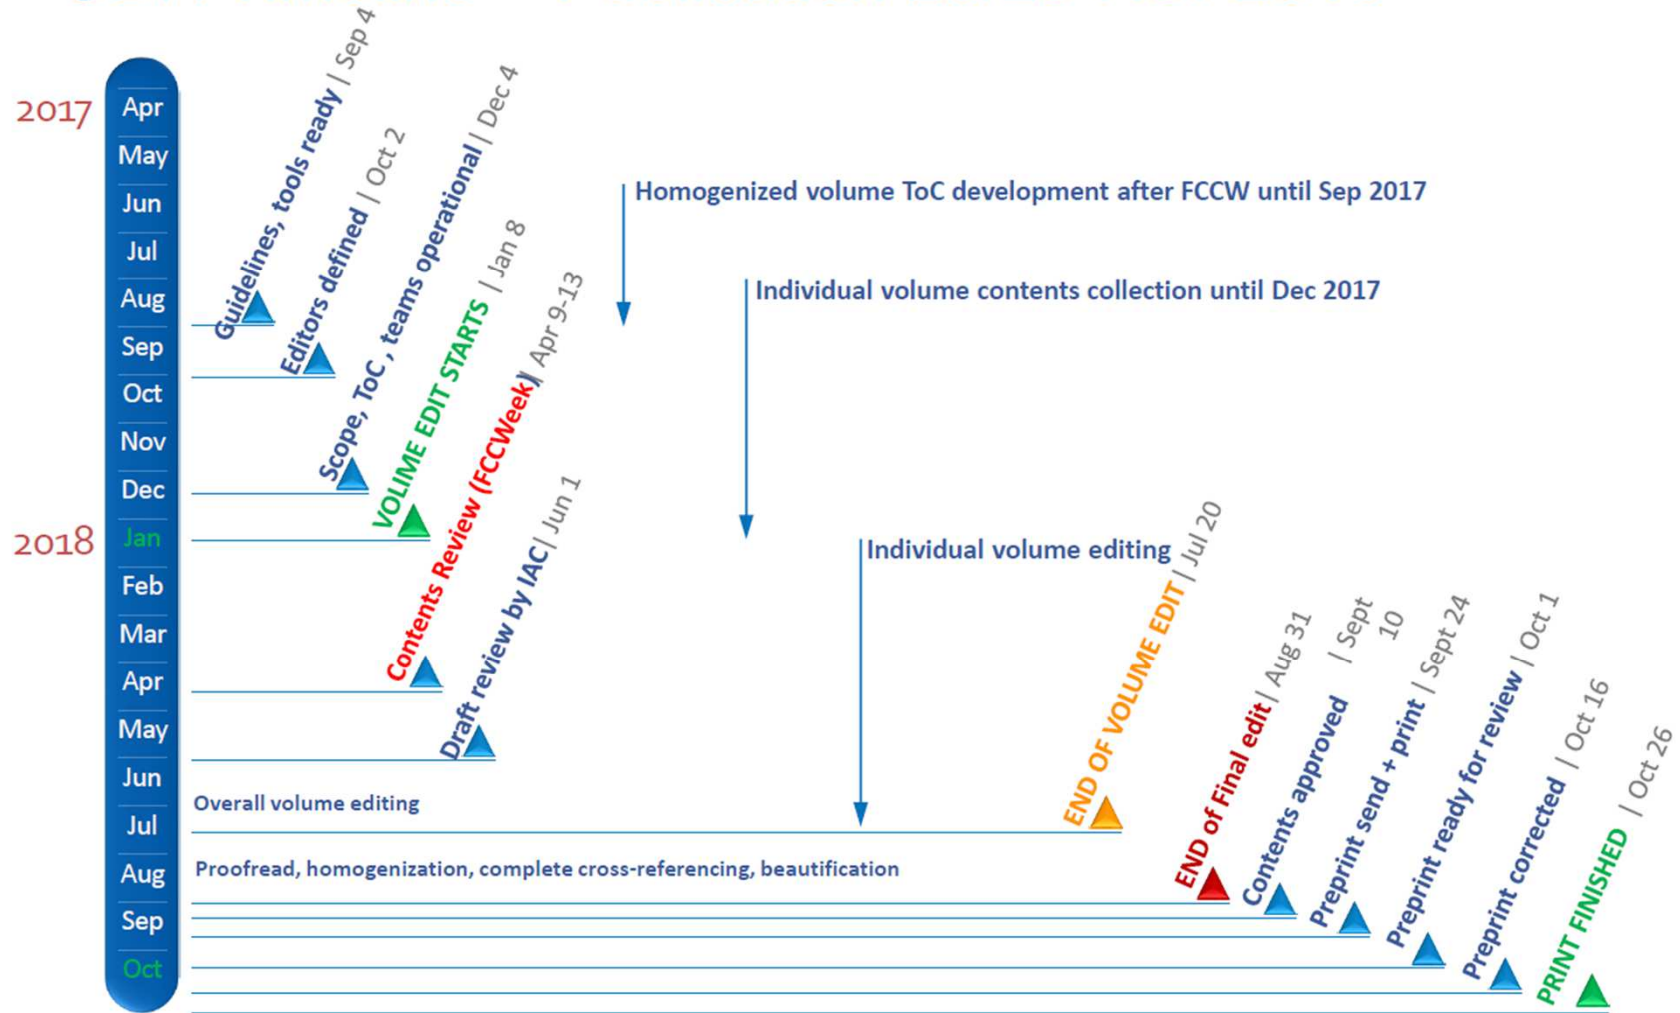 2017
Apr
May
Jun
Jul
Aug
Sep
Oct
Nov
Dec
2018
Jan
Feb
Mar
Apr
May
Jun
Jul
Aug
Sep
Oct
Guidelines, tools ready | Sep 4
Editors defined | Oct 2
Scope, ToC , teams operational | Dec 4
VOLIME EDIT STARTS | Jan 8
Contents Review (FCCWeek)| Apr 9-13
Draft review by IAC| Jun 1
Homogenized volume ToC development after FCCW until Sep 2017
Individual volume contents collection until Dec 2017
Individual volume editing
Overall volume editing
Proofread, homogenization, complete cross-referencing, beautification
END OF VOLUME EDIT | Jul 20
END of Final edit | Aug 31
Contents approved | Sept
10
Preprint send + print | Sept 24
Preprint ready for review | Oct 1
Preprint corrected | Oct 16
PRINT FINISHED | Oct 26